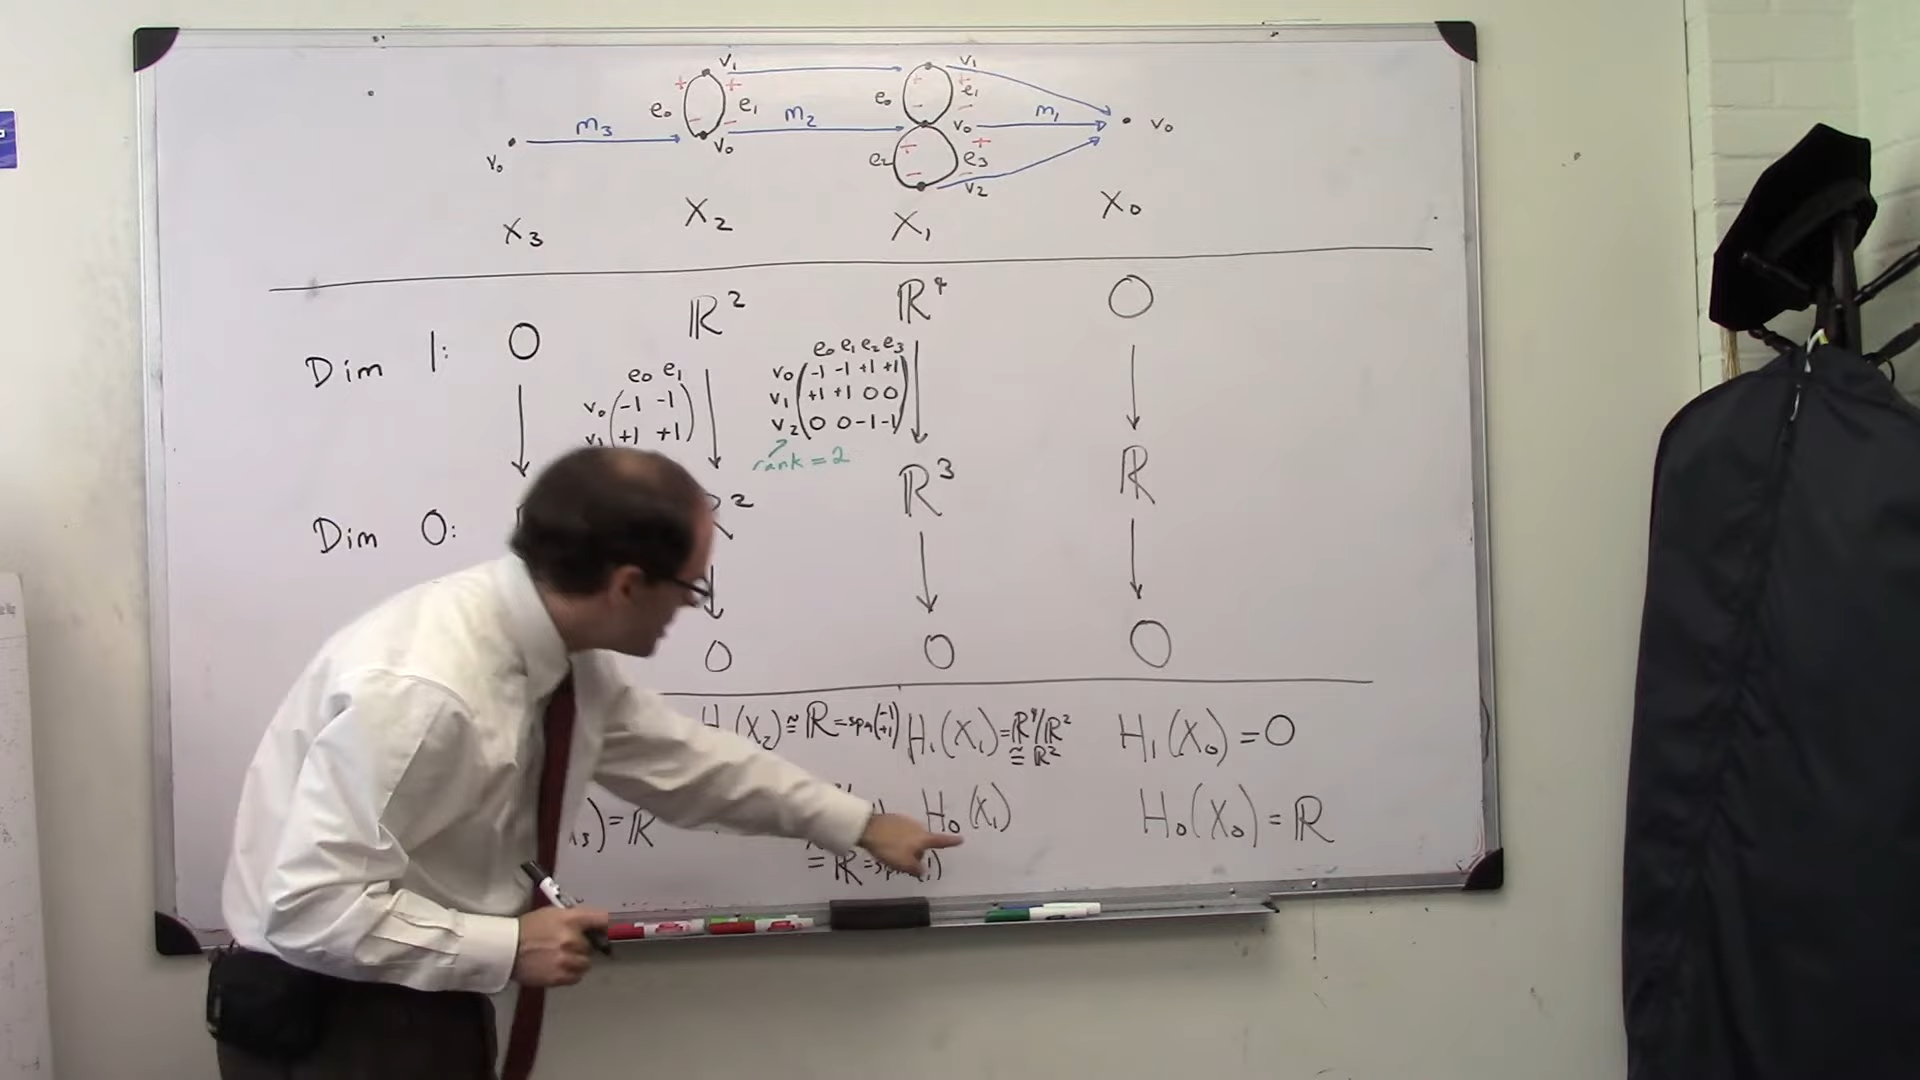 v₁ v₁
+ + + +
e₀ e₁ e₀ e₁
− − − −
m₃ m₂ v₀ m₁ v₀
v₀ v₀ + +
e₂ e₃
− −
v₂
X₃ X₂ X₁ X₀
Dim 1: 0 ℝ² ℝ⁴ 0
e₀ e₁ e₀ e₁ e₂ e₃
v₀ -1 -1 v₀ -1 -1 +1 +1
v₁ +1 +1 v₁ +1 +1 0 0
v₂ 0 0 -1 -1
rank = 2
Dim 0: ℝ³ ℝ
0 0 0
(X₂) ≅ ℝ = span(-1 +1) H₁(X₁) = ℝ⁴/ℝ² H₁(X₀) = 0
≅ ℝ²
) = ℝ H₀(X₁) H₀(X₀) = ℝ
= ℝ =